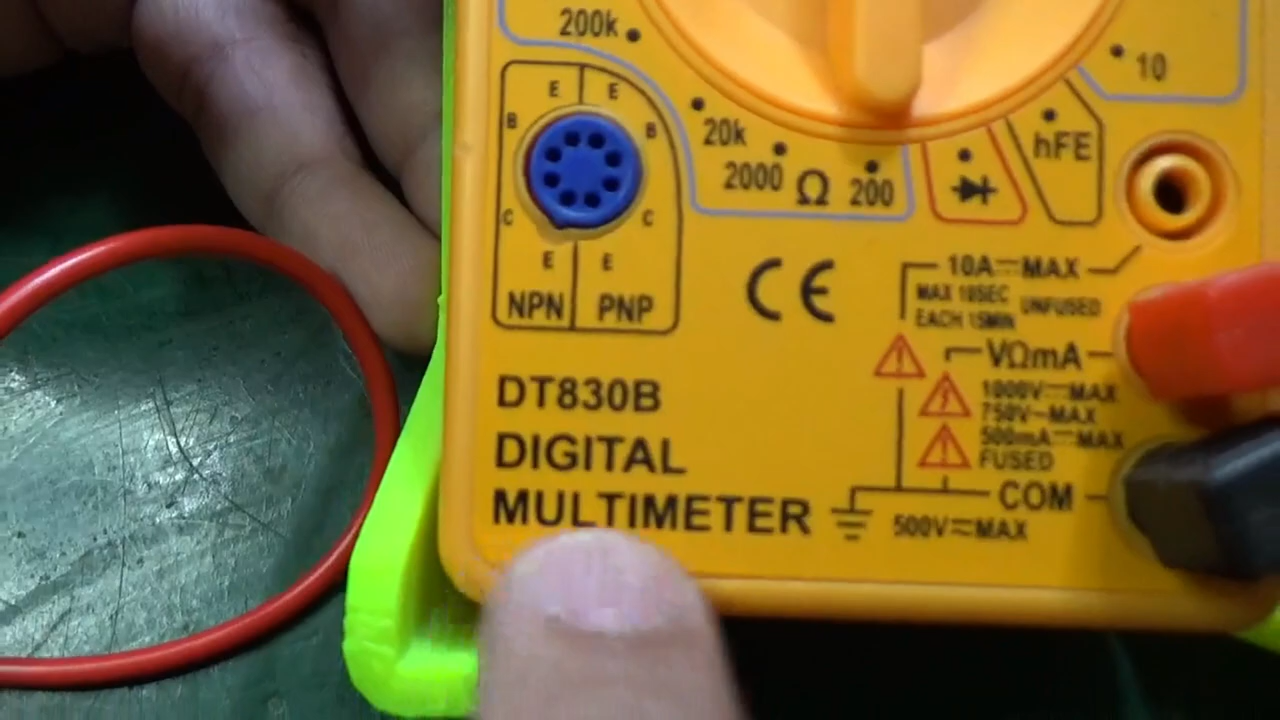 200k
20k
2000 Ω 200
10
hFE
E E
B B
C C
E E
NPN PNP
CE
10A⎓MAX
MAX 10SEC
EACH 15MIN
UNFUSED
VΩmA
1000V⎓MAX
750V~MAX
500mA⎓MAX
FUSED
COM
500V⎓MAX
DT830B
DIGITAL
MULTIMETER